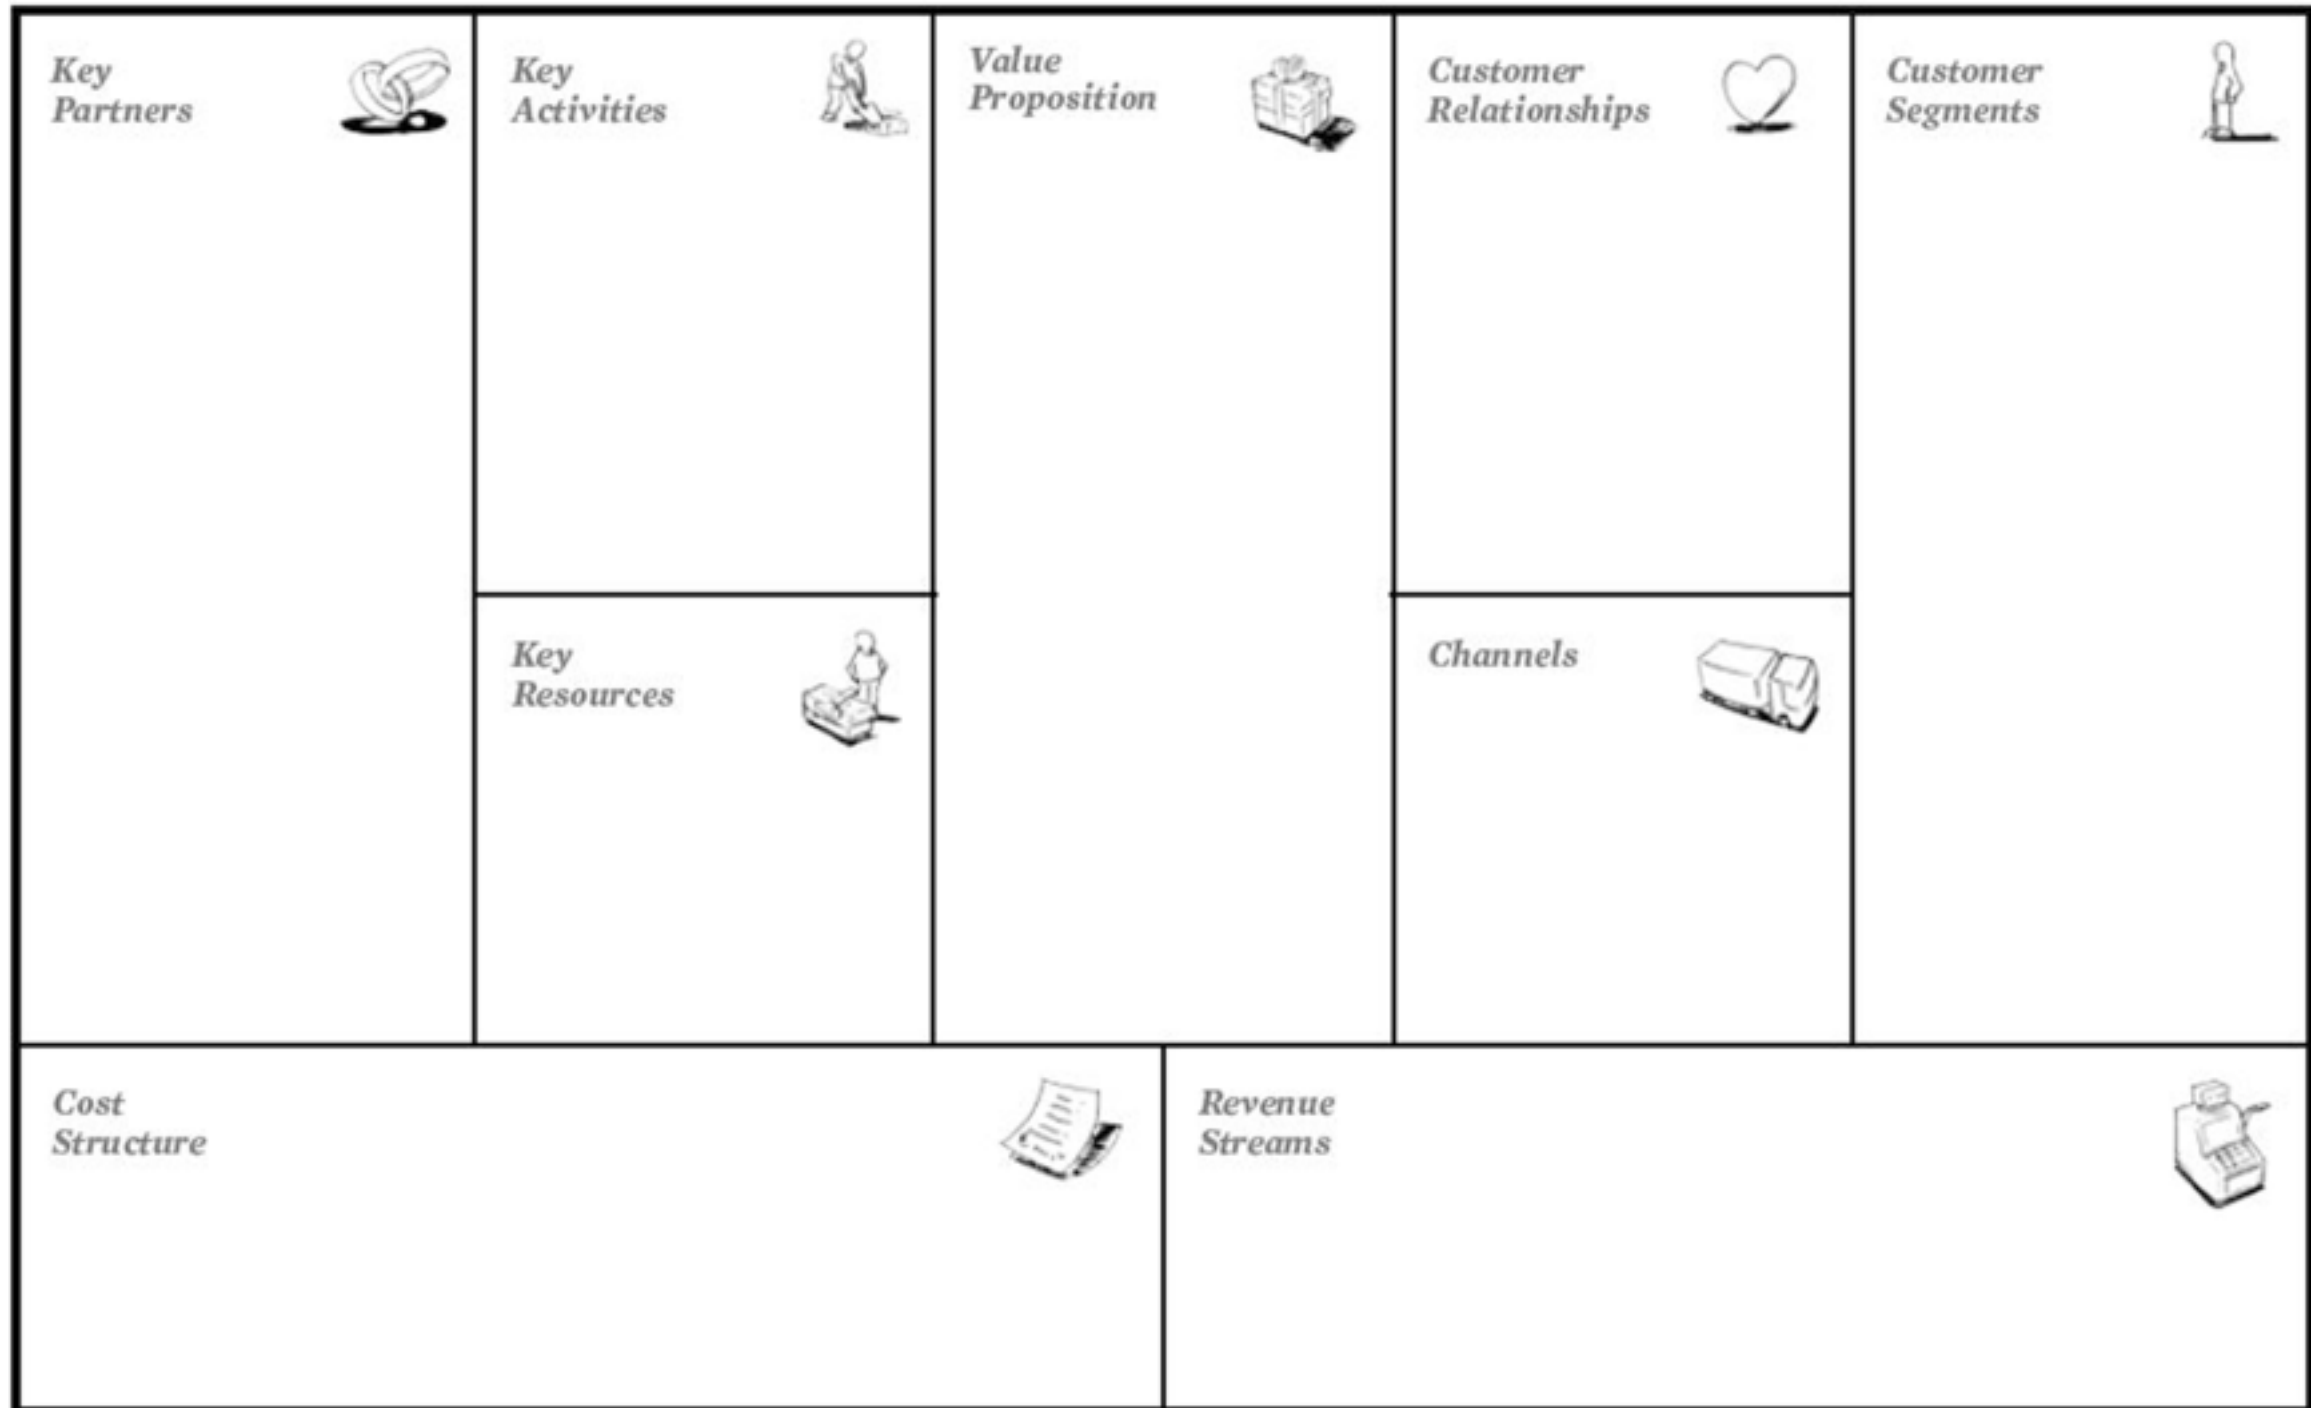 Key
Partners
Key
Activities
Value
Proposition
Customer
Relationships
Customer
Segments
Key
Resources
Channels
Cost
Structure
Revenue
Streams